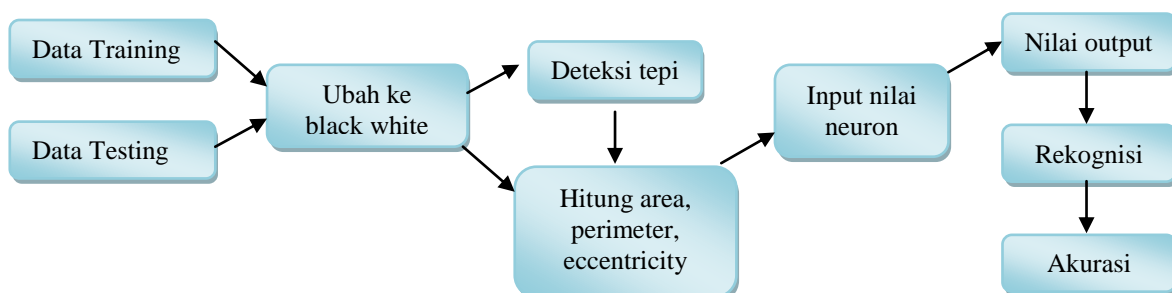 Data Training
Data Testing
Ubah ke
black white
Deteksi tepi
Hitung area,
perimeter,
eccentricity
Input nilai
neuron
Nilai output
Rekognisi
Akurasi